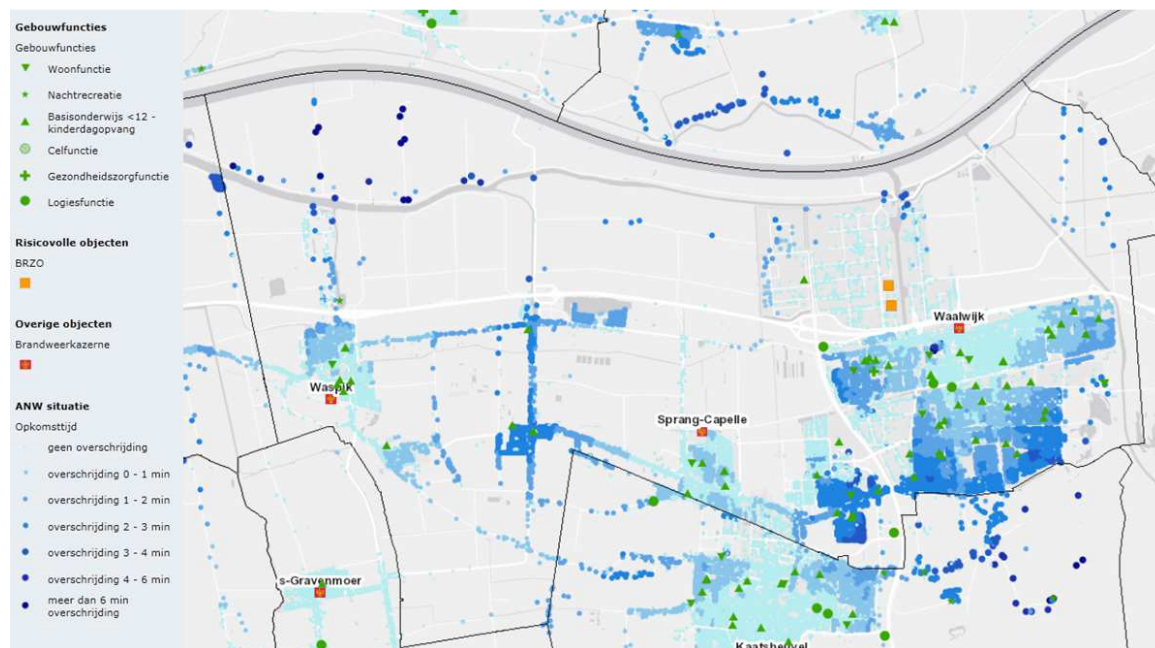 Gebouwfuncties
Gebouwfuncties
Woonfunctie
Nachtrecreatie
Basisonderwijs <12 -
kinderdagopvang
Celfunctie
Gezondheidszorgfunctie
Logiesfunctie
Risicovolle objecten
BRZO
Overige objecten
Brandweerkazerne
ANW situatie
Opkomsttijd
geen overschrijding
overschrijding 0 - 1 min
overschrijding 1 - 2 min
overschrijding 2 - 3 min
overschrijding 3 - 4 min
overschrijding 4 - 6 min
meer dan 6 min
overschrijding
Waalwijk
Waspik
Sprang-Capelle
s-Gravenmoer
Kaatsheuvel